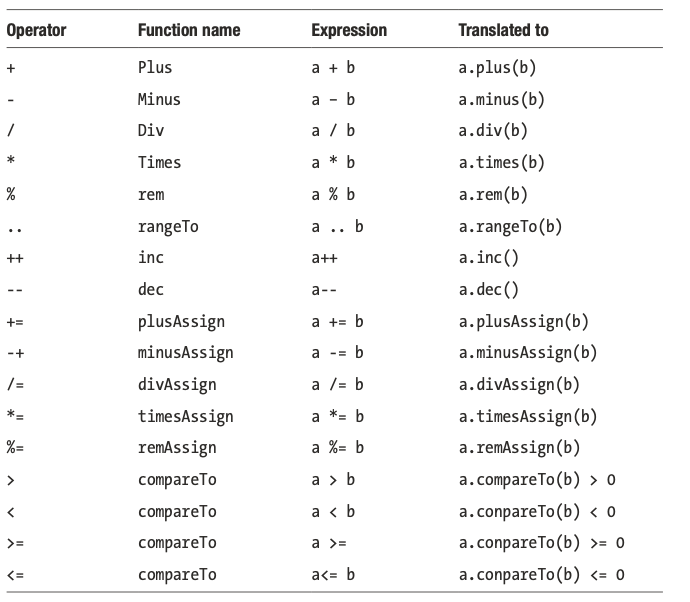 Operator Function name Expression Translated to
+ Plus a + b a.plus(b)
- Minus a – b a.minus(b)
/ Div a / b a.div(b)
* Times a * b a.times(b)
% rem a % b a.rem(b)
.. rangeTo a .. b a.rangeTo(b)
++ inc a++ a.inc()
-- dec a-- a.dec()
+= plusAssign a += b a.plusAssign(b)
-+ minusAssign a -= b a.minusAssign(b)
/= divAssign a /= b a.divAssign(b)
*= timesAssign a *= b a.timesAssign(b)
%= remAssign a %= b a.remAssign(b)
> compareTo a > b a.compareTo(b) > 0
< compareTo a < b a.conpareTo(b) < 0
>= compareTo a >= a.conpareTo(b) >= 0
<= compareTo a<= b a.conpareTo(b) <= 0